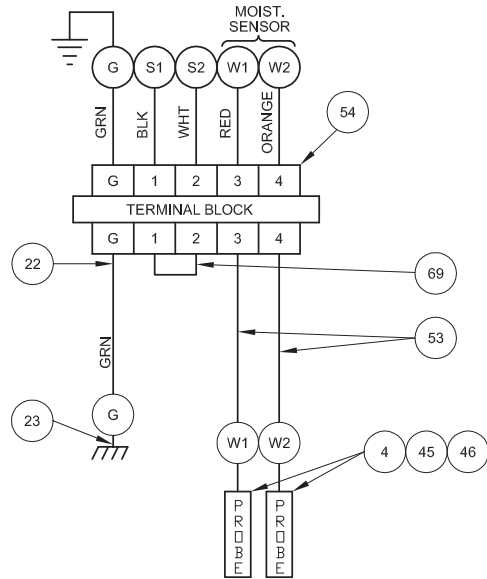 MOIST.
SENSOR
G S1 S2 W1 W2
GRN BLK WHT RED ORANGE
54
G 1 2 3 4
TERMINAL BLOCK
G 1 2 3 4
22
69
53
GRN
G
23
W1 W2
4 45 46
PROBE PROBE